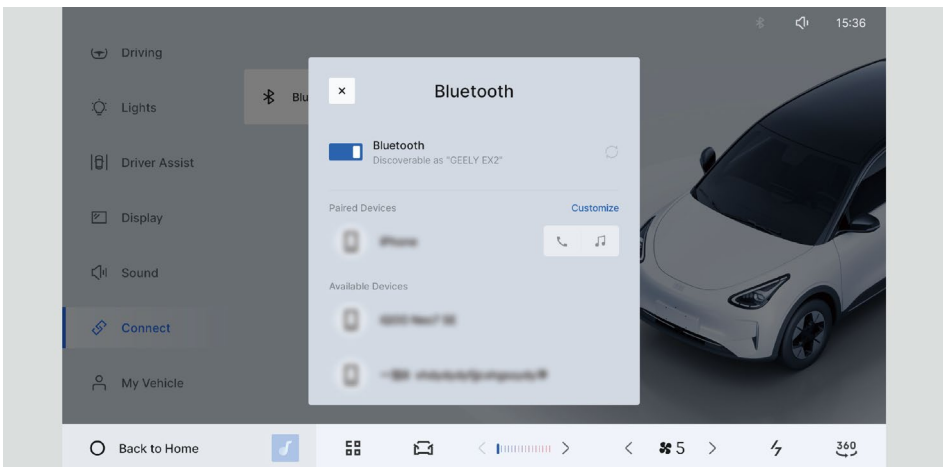 15:36
Driving
Lights
Driver Assist
Display
Sound
Connect
My Vehicle
Blu
×
Bluetooth
Bluetooth
Discoverable as "GEELY EX2"
Paired Devices
Customize
iPhone
Available Devices
Back to Home
5
360